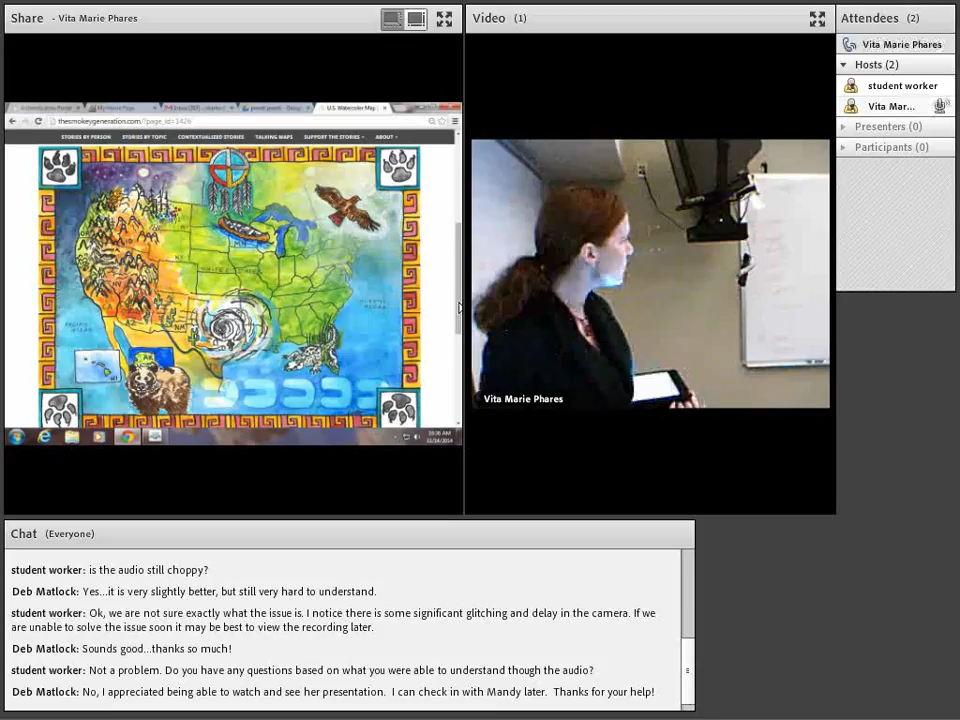 Share - Vita Marie Phares
Video (1)
Attendees (2)
Vita Marie Phares
Hosts (2)
student worker
Vita Mar...
Presenters (0)
Participants (0)
thesmokeygeneration.com/?page_id=1426
STORIES BY PERSON STORIES BY TOPIC CONTEXTUALIZED STORIES TALKING MAPS SUPPORT THE STORIES ABOUT
Vita Marie Phares
10:36 AM
11/14/2014
Chat (Everyone)
student worker: is the audio still choppy?
Deb Matlock: Yes...it is very slightly better, but still very hard to understand.
student worker: Ok, we are not sure exactly what the issue is. I notice there is some significant glitching and delay in the camera. If we
are unable to solve the issue soon it may be best to view the recording later.
Deb Matlock: Sounds good...thanks so much!
student worker: Not a problem. Do you have any questions based on what you were able to understand though the audio?
Deb Matlock: No, I appreciated being able to watch and see her presentation. I can check in with Mandy later. Thanks for your help!